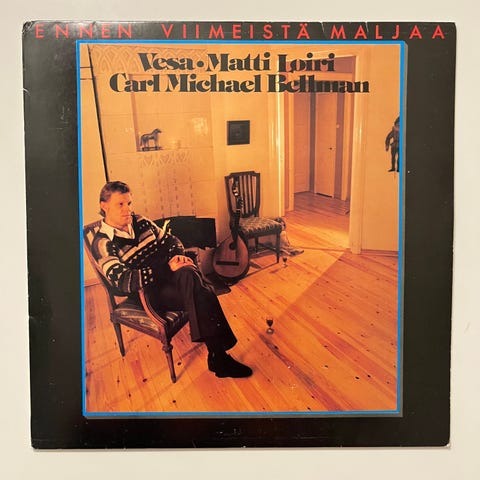 ENNEN VIIMEISTÄ MALJAA
Vesa•Matti Loiri
Carl Michael Bellman